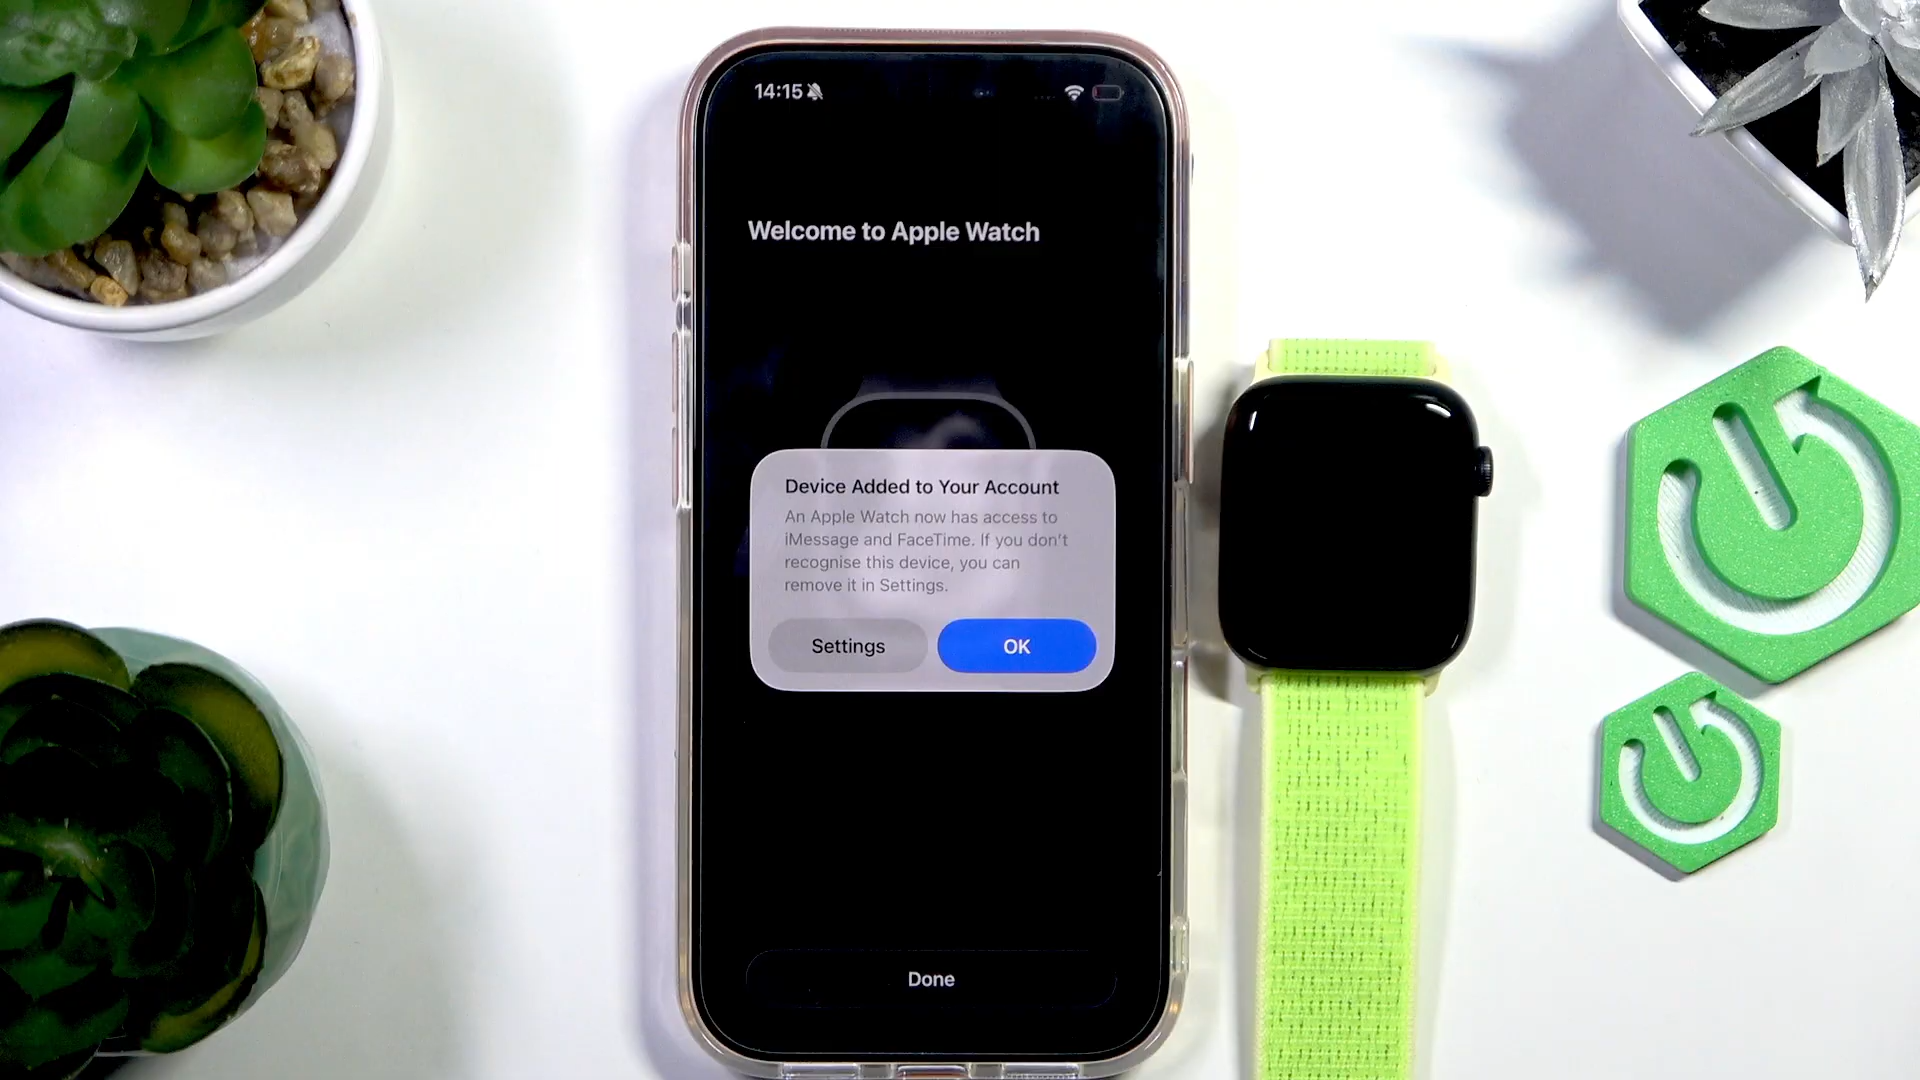 14:15
Welcome to Apple Watch
Device Added to Your Account
An Apple Watch now has access to
iMessage and FaceTime. If you don't
recognise this device, you can
remove it in Settings.
Settings
OK
Done